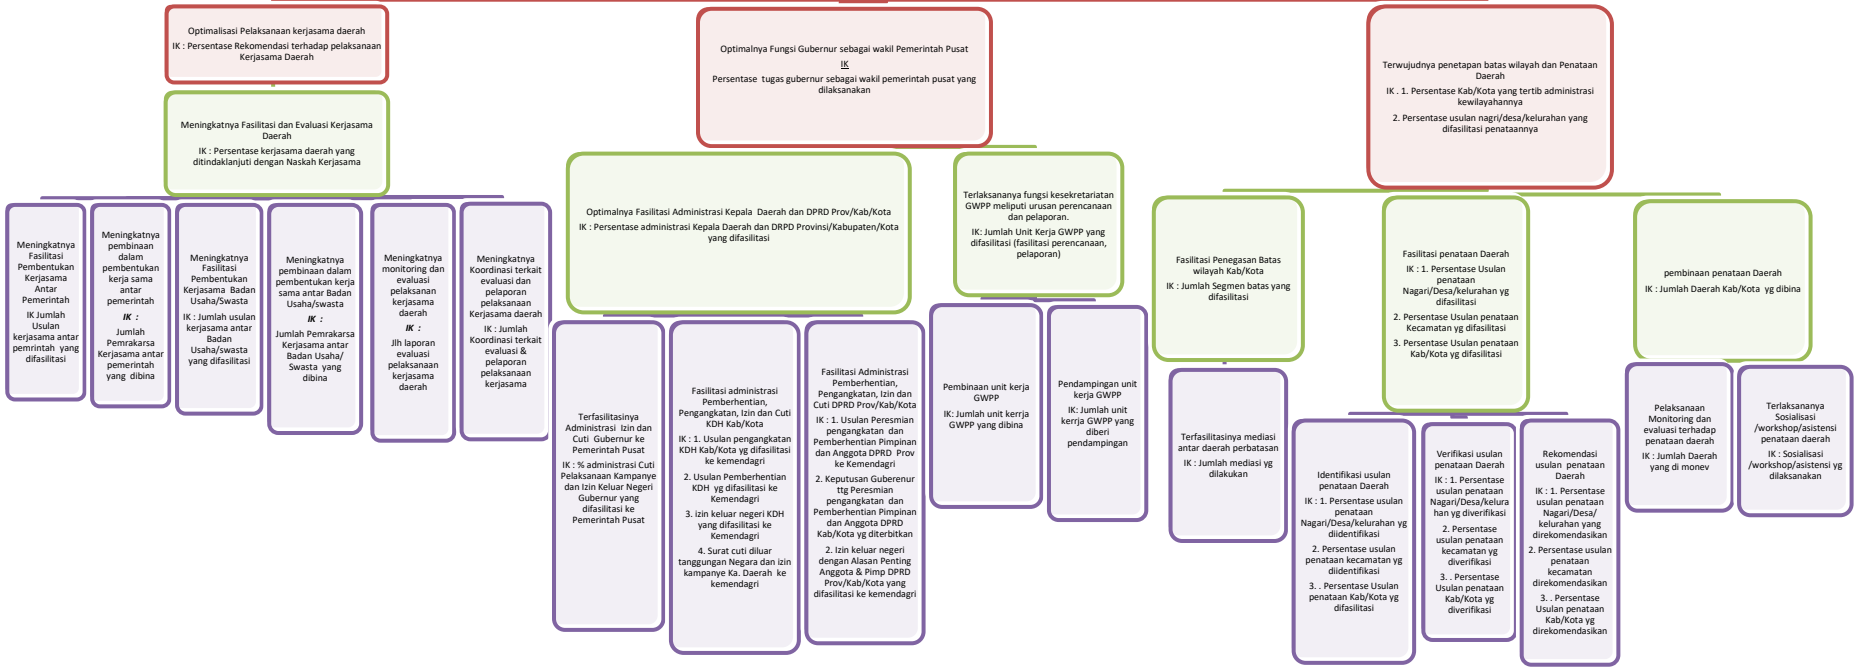 Optimalisasi Pelaksanaan kerjasama daerah
IK : Persentase Rekomendasi terhadap pelaksanaan
Kerjasama Daerah
Meningkatnya Fasilitasi dan Evaluasi Kerjasama
Daerah
IK : Persentase kerjasama daerah yang
ditindaklanjuti dengan Naskah Kerjasama
Meningkatnya
Fasilitasi
Pembentukan
Kerjasama
Antar
Pemerintah
IK Jumlah
Usulan
kerjasama antar
pemrintah yang
difasilitasi
Meningkatnya
pembinaan
dalam
pembentukan
kerja sama
antar
pemerintah
IK :
Jumlah
Pemrakarsa
Kerjasama antar
pemerintah
yang dibina
Meningkatnya
Fasilitasi
Pembentukan
Kerjasama Badan
Usaha/Swasta
IK : Jumlah usulan
kerjasama antar
Badan
Usaha/swasta
yang difasilitasi
Meningkatnya
pembinaan dalam
pembentukan kerja
sama antar Badan
Usaha/swasta
IK :
Jumlah Pemrakarsa
Kerjasama antar
Badan Usaha/
Swasta yang
dibina
Meningkatnya
monitoring dan
evaluasi
pelaksanan
kerjasama
daerah
IK :
Jlh laporan
evaluasi
pelaksanaan
kerjasama
daerah
Meningkatnya
Koordinasi terkait
evaluasi dan
pelaporan
pelaksanaan
Kerjasama daerah
IK : Jumlah
Koordinasi terkait
evaluasi &
pelaporan
pelaksanaan
kerjasama
Optimalnya Fungsi Gubernur sebagai wakil Pemerintah Pusat
IK
Persentase tugas gubernur sebagai wakil pemerintah pusat yang
dilaksanakan
Optimalnya Fasilitasi Administrasi Kepala Daerah dan DPRD Prov/Kab/Kota
IK : Persentase administrasi Kepala Daerah dan DRPD Provinsi/Kabupaten/Kota
yang difasilitasi
Terfasilitasinya
Administrasi Izin dan
Cuti Gubernur ke
Pemerintah Pusat
IK : % administrasi Cuti
Pelaksanaan Kampanye
dan Izin Keluar Negeri
Gubernur yang
difasilitasi ke
Pemerintah Pusat
Fasilitasi administrasi
Pemberhentian,
Pengangkatan, Izin dan Cuti
KDH Kab/Kota
IK : 1. Usulan pengangkatan
KDH Kab/Kota yg difasilitasi
ke kemendagri
2. Usulan Pemberhentian
KDH yg difasilitasi ke
Kemendagri
3. izin keluar negeri KDH
yang difasilitasi ke
Kemendagri
4. Surat cuti diluar
tanggungan Negara dan izin
kampanye Ka. Daerah ke
kemendagri
Fasilitasi Administrasi
Pemberhentian,
Pengangkatan, Izin dan
Cuti DPRD Prov/Kab/Kota
IK : 1. Usulan Peresmian
pengangkatan dan
Pemberhentian Pimpinan
dan Anggota DPRD Prov
ke Kemendagri
2. Keputusan Guberenur
ttg Peresmian
pengangkatan dan
Pemberhentian Pimpinan
dan Anggota DPRD
Kab/Kota yg diterbitkan
2. Izin keluar negeri
dengan Alasan Penting
Anggota & Pimp DPRD
Prov/Kab/Kota yang
difasilitasi ke kemendagri
Terlaksananya fungsi kesekretariatan
GWPP meliputi urusan perencanaan
dan pelaporan.
IK: Jumlah Unit Kerja GWPP yang
difasilitasi (fasilitasi perencanaan,
pelaporan)
Pembinaan unit kerja
GWPP
IK: Jumlah unit kerrja
GWPP yang dibina
Pendampingan unit
kerja GWPP
IK: Jumlah unit
kerrja GWPP yang
diberi
pendampingan
Terwujudnya penetapan batas wilayah dan Penataan
Daerah
IK . 1. Persentase Kab/Kota yang tertib administrasi
kewilayahannya
2. Persentase usulan nagri/desa/kelurahan yang
difasilitasi penataannya
Fasilitasi Penegasan Batas
wilayah Kab/Kota
IK : Jumlah Segmen batas yang
difasilitasi
Terfasilitasinya mediasi
antar daerah perbatasan
IK : Jumlah mediasi yg
dilakukan
Fasilitasi penataan Daerah
IK : 1. Persentase Usulan
penataan
Nagari/Desa/kelurahan yg
difasilitasi
2. Persentase Usulan penataan
Kecamatan yg difasilitasi
3. Persentase Usulan penataan
Kab/Kota yg difasilitasi
Identifikasi usulan
penataan Daerah
IK : 1. Persentase usulan
penataan
Nagari/Desa/kelurahan yg
diidentifikasi
2. Persentase usulan
penataan kecamatan yg
diidentifikasi
3. . Persentase Usulan
penataan Kab/Kota yg
difasilitasi
Verifikasi usulan
penataan Daerah
IK : 1. Persentase
usulan penataan
Nagari/Desa/kelura
han yg diverifikasi
2. Persentase
usulan penataan
kecamatan yg
diverifikasi
3. . Persentase
Usulan penataan
Kab/Kota yg
diverifikasi
Rekomendasi
usulan penataan
Daerah
IK : 1. Persentase
usulan penataan
Nagari/Desa/
kelurahan yang
direkomendasikan
2. Persentase usulan
penataan
kecamatan
direkomendasikan
3. . Persentase
Usulan penataan
Kab/Kota yg
direkomendasikan
pembinaan penataan Daerah
IK : Jumlah Daerah Kab/Kota yg dibina
Pelaksanaan
Monitoring dan
evaluasi terhadap
penataan daerah
IK : Jumlah Daerah
yang di monev
Terlaksananya
Sosialisasi
/workshop/asistensi
penataan daerah
IK : Sosialisasi
/workshop/asistensi yg
dilaksanakan